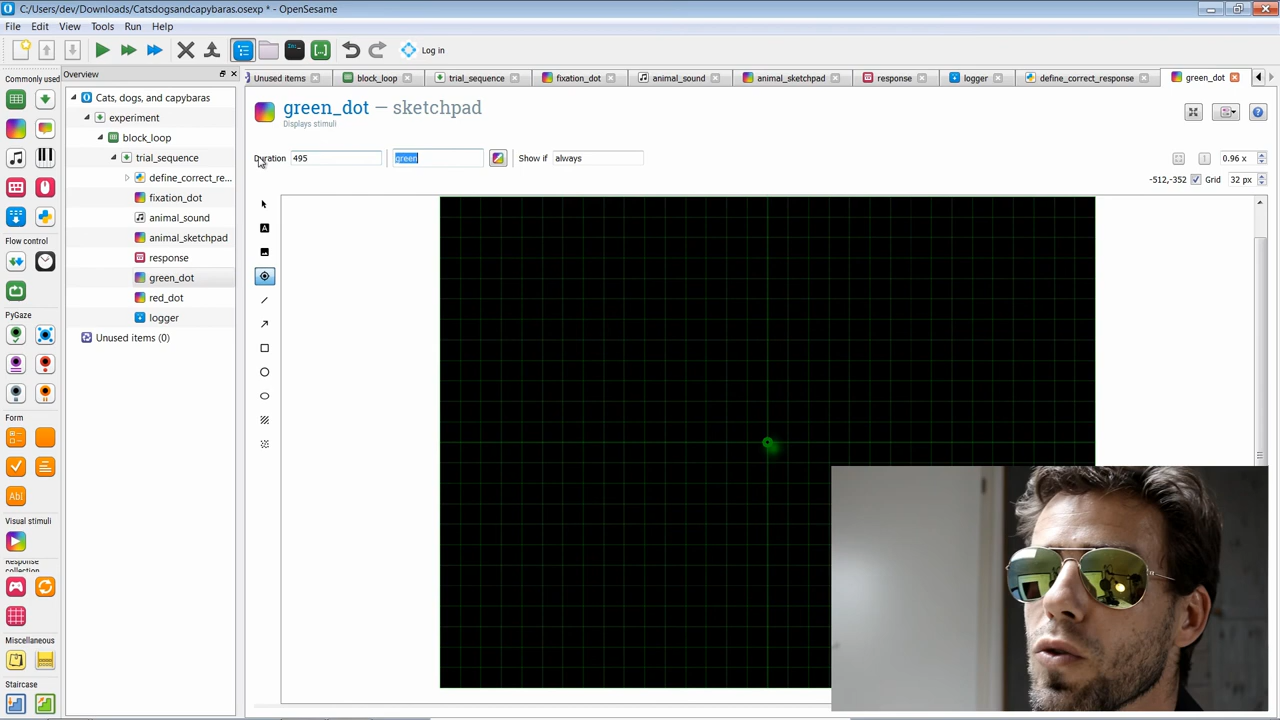 C:/Users/dev/Downloads/Catsdogsandcapybaras.osexp * - OpenSesame
File Edit View Tools Run Help
Log in
Commonly used
Overview
Unused items
block_loop
trial_sequence
fixation_dot
animal_sound
animal_sketchpad
response
logger
define_correct_response
green_dot
Cats, dogs, and capybaras
experiment
block_loop
trial_sequence
define_correct_re...
fixation_dot
animal_sound
animal_sketchpad
response
green_dot
red_dot
logger
Unused items (0)
green_dot — sketchpad
Displays stimuli
Duration 495 green Show if always 0.96 x
-512,-352 Grid 32 px
Flow control
PyGaze
Form
Visual stimuli
Response
collection
Miscellaneous
Staircase